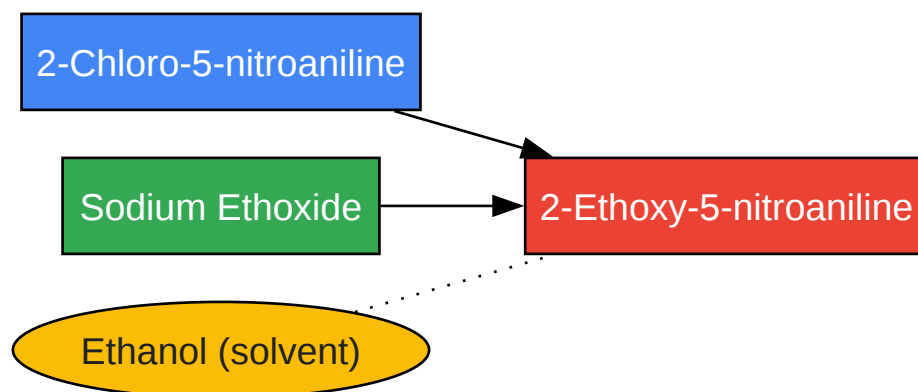 2-Chloro-5-nitroaniline
Sodium Ethoxide
2-Ethoxy-5-nitroaniline
Ethanol (solvent)